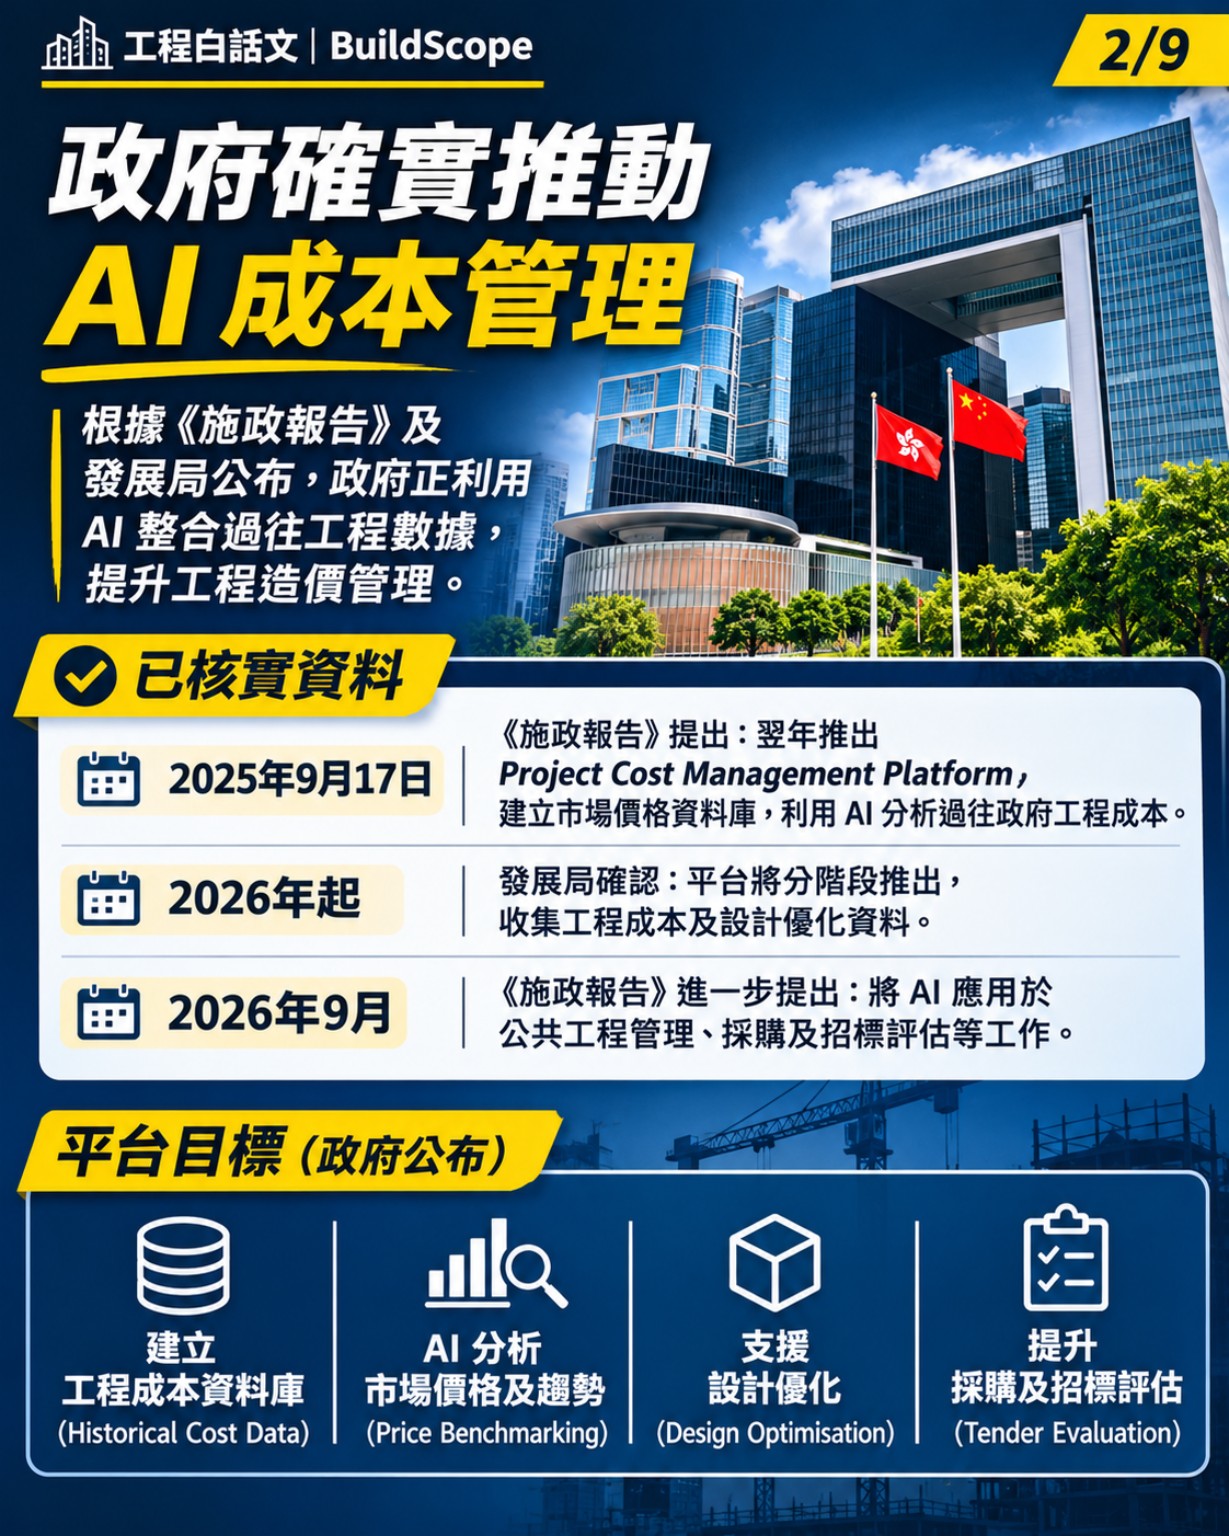 工程白話文｜BuildScope
2/9
政府確實推動
AI 成本管理
根據《施政報告》及
發展局公布，政府正利用
AI 整合過往工程數據，
提升工程造價管理。
已核實資料
2025年9月17日
《施政報告》提出：翌年推出
Project Cost Management Platform，
建立市場價格資料庫，利用 AI 分析過往政府工程成本。
2026年起
發展局確認：平台將分階段推出，
收集工程成本及設計優化資料。
2026年9月
《施政報告》進一步提出：將 AI 應用於
公共工程管理、採購及招標評估等工作。
平台目標（政府公布）
建立
工程成本資料庫
(Historical Cost Data)
AI 分析
市場價格及趨勢
(Price Benchmarking)
支援
設計優化
(Design Optimisation)
提升
採購及招標評估
(Tender Evaluation)